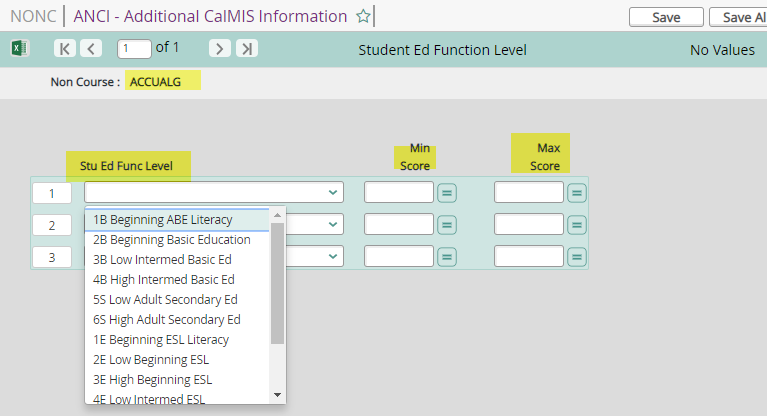 NONC | ANCI - Additional CalMIS Information
Save
Save Al
1 of 1
Student Ed Function Level
No Values
Non Course : ACCUALG
Stu Ed Func Level
Min
Score
Max
Score
1
2
3
1B Beginning ABE Literacy
2B Beginning Basic Education
3B Low Intermed Basic Ed
4B High Intermed Basic Ed
5S Low Adult Secondary Ed
6S High Adult Secondary Ed
1E Beginning ESL Literacy
2E Low Beginning ESL
3E High Beginning ESL
4E Low Intermed ESL